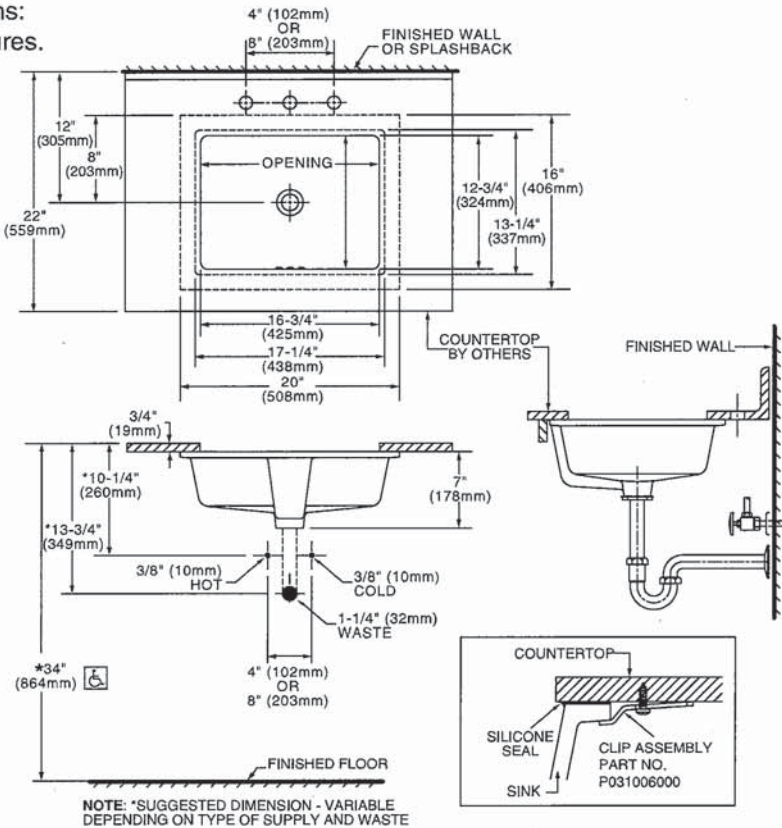 ns:
ures.
4" (102mm)
OR
8" (203mm)
FINISHED WALL
OR SPLASHBACK
12"
(305mm)
8"
(203mm)
22"
(559mm)
OPENING
12-3/4"
(324mm)
13-1/4"
(337mm)
16"
(406mm)
16-3/4"
(425mm)
17-1/4"
(438mm)
20"
(508mm)
COUNTERTOP
BY OTHERS
FINISHED WALL
3/4"
(19mm)
*10-1/4"
(260mm)
*13-3/4"
(349mm)
7"
(178mm)
3/8" (10mm)
HOT
3/8" (10mm)
COLD
1-1/4" (32mm)
WASTE
4" (102mm)
OR
8" (203mm)
*34"
(864mm)
FINISHED FLOOR
COUNTERTOP
SILICONE
SEAL
CLIP ASSEMBLY
PART NO.
P031006000
SINK
NOTE: *SUGGESTED DIMENSION - VARIABLE
DEPENDING ON TYPE OF SUPPLY AND WASTE